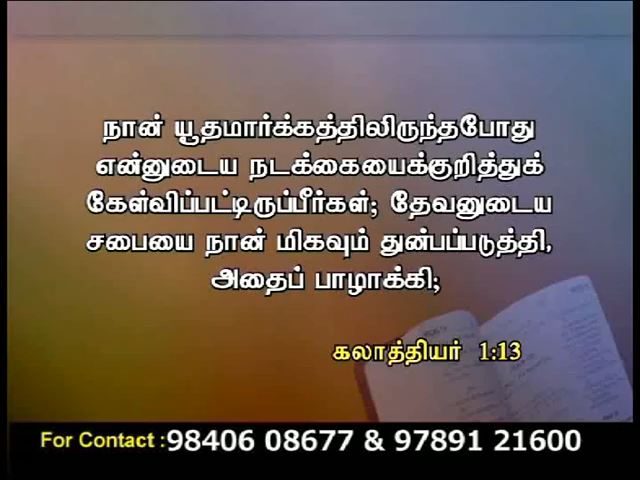 நான் யூதமார்க்கத்திலிருந்தபோது
என்னுடைய நடக்கையைக்குறித்துக்
கேள்விப்பட்டிருப்பீர்கள்; தேவனுடைய
சபையை நான் மிகவும் துன்பப்படுத்தி,
அதைப் பாழாக்கி;
கலாத்தியர் 1:13
For Contact : 98406 08677 & 97891 21600